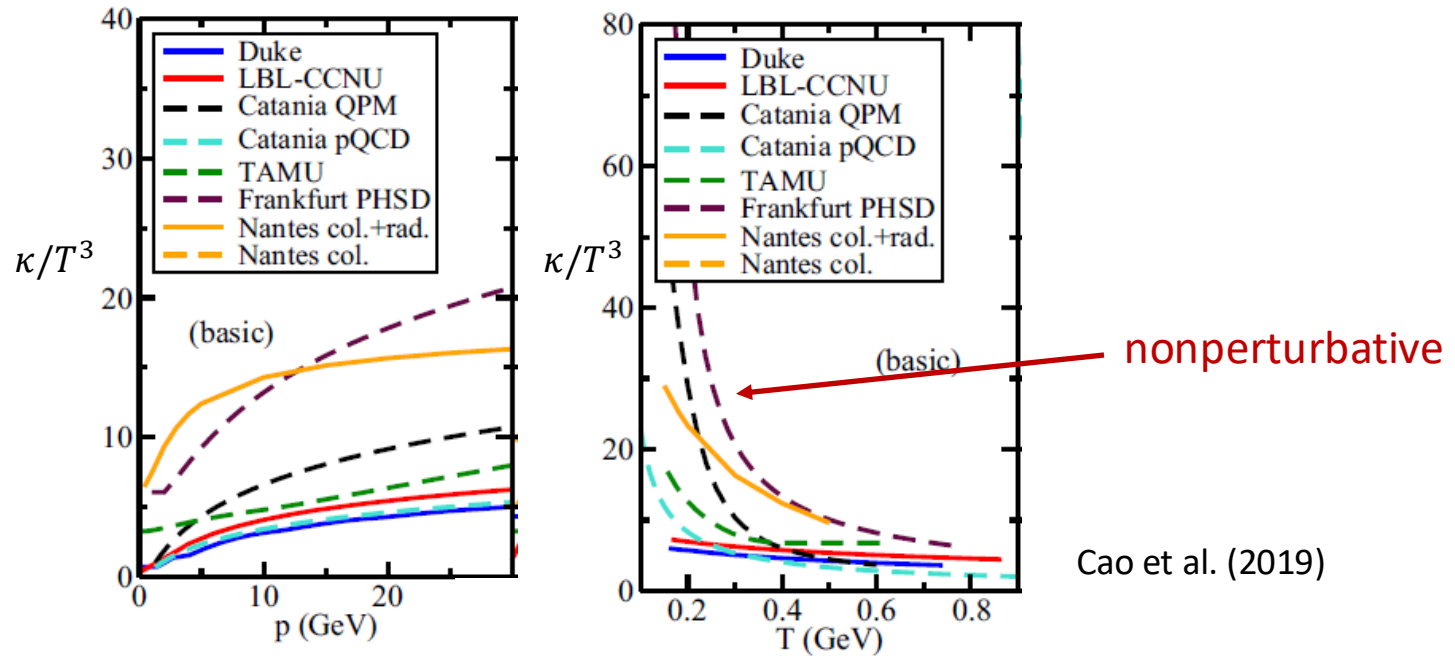 40
30
20
10
0
κ/T³
Duke
LBL-CCNU
Catania QPM
Catania pQCD
TAMU
Frankfurt PHSD
Nantes col.+rad.
Nantes col.
(basic)
0 10 20
p (GeV)
80
60
40
20
0
κ/T³
Duke
LBL-CCNU
Catania QPM
Catania pQCD
TAMU
Frankfurt PHSD
Nantes col.+rad.
Nantes col.
(basic)
0.2 0.4 0.6 0.8
T (GeV)
nonperturbative
Cao et al. (2019)